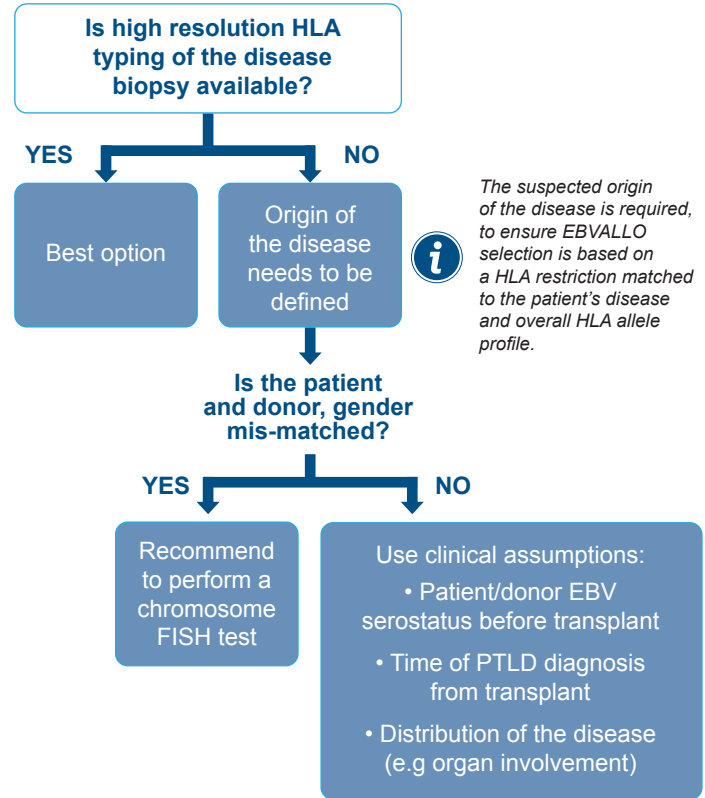 Is high resolution HLA
typing of the disease
biopsy available?
YES
NO
Best option
Origin of
the disease
needs to be
defined
i
The suspected origin
of the disease is required,
to ensure EBVALLO
selection is based on
a HLA restriction matched
to the patient's disease
and overall HLA allele
profile.
Is the patient
and donor, gender
mis-matched?
YES
NO
Recommend
to perform a
chromosome
FISH test
Use clinical assumptions:
• Patient/donor EBV
serostatus before transplant
• Time of PTLD diagnosis
from transplant
• Distribution of the disease
(e.g organ involvement)